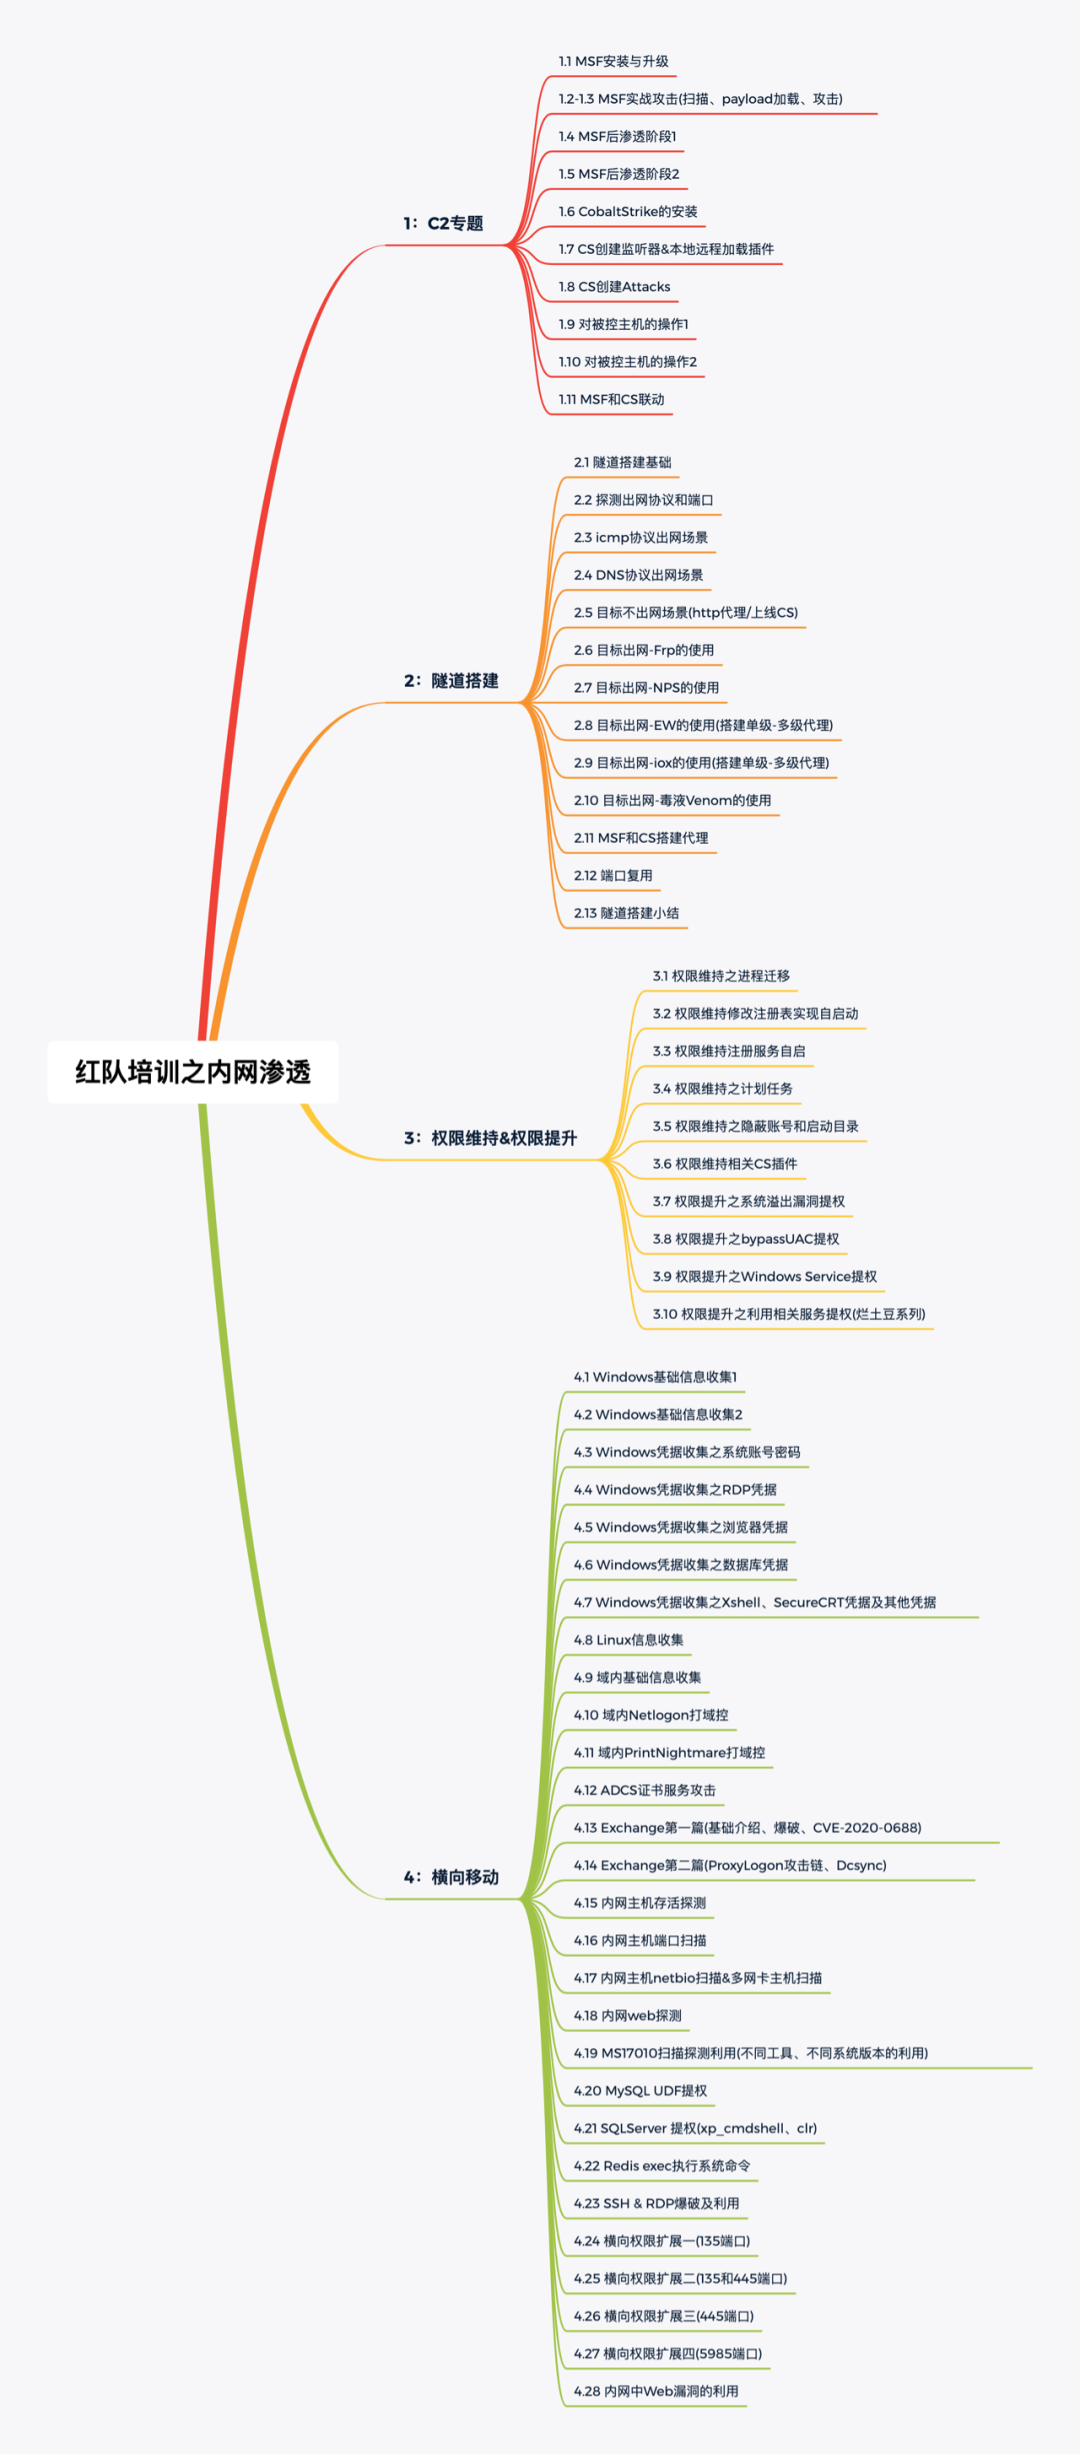 红队培训之内网渗透
1：C2专题
1.1 MSF安装与升级
1.2-1.3 MSF实战攻击(扫描、payload加载、攻击)
1.4 MSF后渗透阶段1
1.5 MSF后渗透阶段2
1.6 CobaltStrike的安装
1.7 CS创建监听器&本地远程加载插件
1.8 CS创建Attacks
1.9 对被控主机的操作1
1.10 对被控主机的操作2
1.11 MSF和CS联动
2：隧道搭建
2.1 隧道搭建基础
2.2 探测出网协议和端口
2.3 icmp协议出网场景
2.4 DNS协议出网场景
2.5 目标不出网场景(http代理/上线CS)
2.6 目标出网-Frp的使用
2.7 目标出网-NPS的使用
2.8 目标出网-EW的使用(搭建单级-多级代理)
2.9 目标出网-iox的使用(搭建单级-多级代理)
2.10 目标出网-毒液Venom的使用
2.11 MSF和CS搭建代理
2.12 端口复用
2.13 隧道搭建小结
3：权限维持&权限提升
3.1 权限维持之进程迁移
3.2 权限维持修改注册表实现自启动
3.3 权限维持注册服务自启
3.4 权限维持之计划任务
3.5 权限维持之隐蔽账号和启动目录
3.6 权限维持相关CS插件
3.7 权限提升之系统溢出漏洞提权
3.8 权限提升之bypassUAC提权
3.9 权限提升之Windows Service提权
3.10 权限提升之利用相关服务提权(烂土豆系列)
4：横向移动
4.1 Windows基础信息收集1
4.2 Windows基础信息收集2
4.3 Windows凭据收集之系统账号密码
4.4 Windows凭据收集之RDP凭据
4.5 Windows凭据收集之浏览器凭据
4.6 Windows凭据收集之数据库凭据
4.7 Windows凭据收集之Xshell、SecureCRT凭据及其他凭据
4.8 Linux信息收集
4.9 域内基础信息收集
4.10 域内Netlogon打域控
4.11 域内PrintNightmare打域控
4.12 ADCS证书服务攻击
4.13 Exchange第一篇(基础介绍、爆破、CVE-2020-0688)
4.14 Exchange第二篇(ProxyLogon攻击链、Dcsync)
4.15 内网主机存活探测
4.16 内网主机端口扫描
4.17 内网主机netbio扫描&多网卡主机扫描
4.18 内网web探测
4.19 MS17010扫描探测利用(不同工具、不同系统版本的利用)
4.20 MySQL UDF提权
4.21 SQLServer 提权(xp_cmdshell、clr)
4.22 Redis exec执行系统命令
4.23 SSH & RDP爆破及利用
4.24 横向权限扩展一(135端口)
4.25 横向权限扩展二(135和445端口)
4.26 横向权限扩展三(445端口)
4.27 横向权限扩展四(5985端口)
4.28 内网中Web漏洞的利用